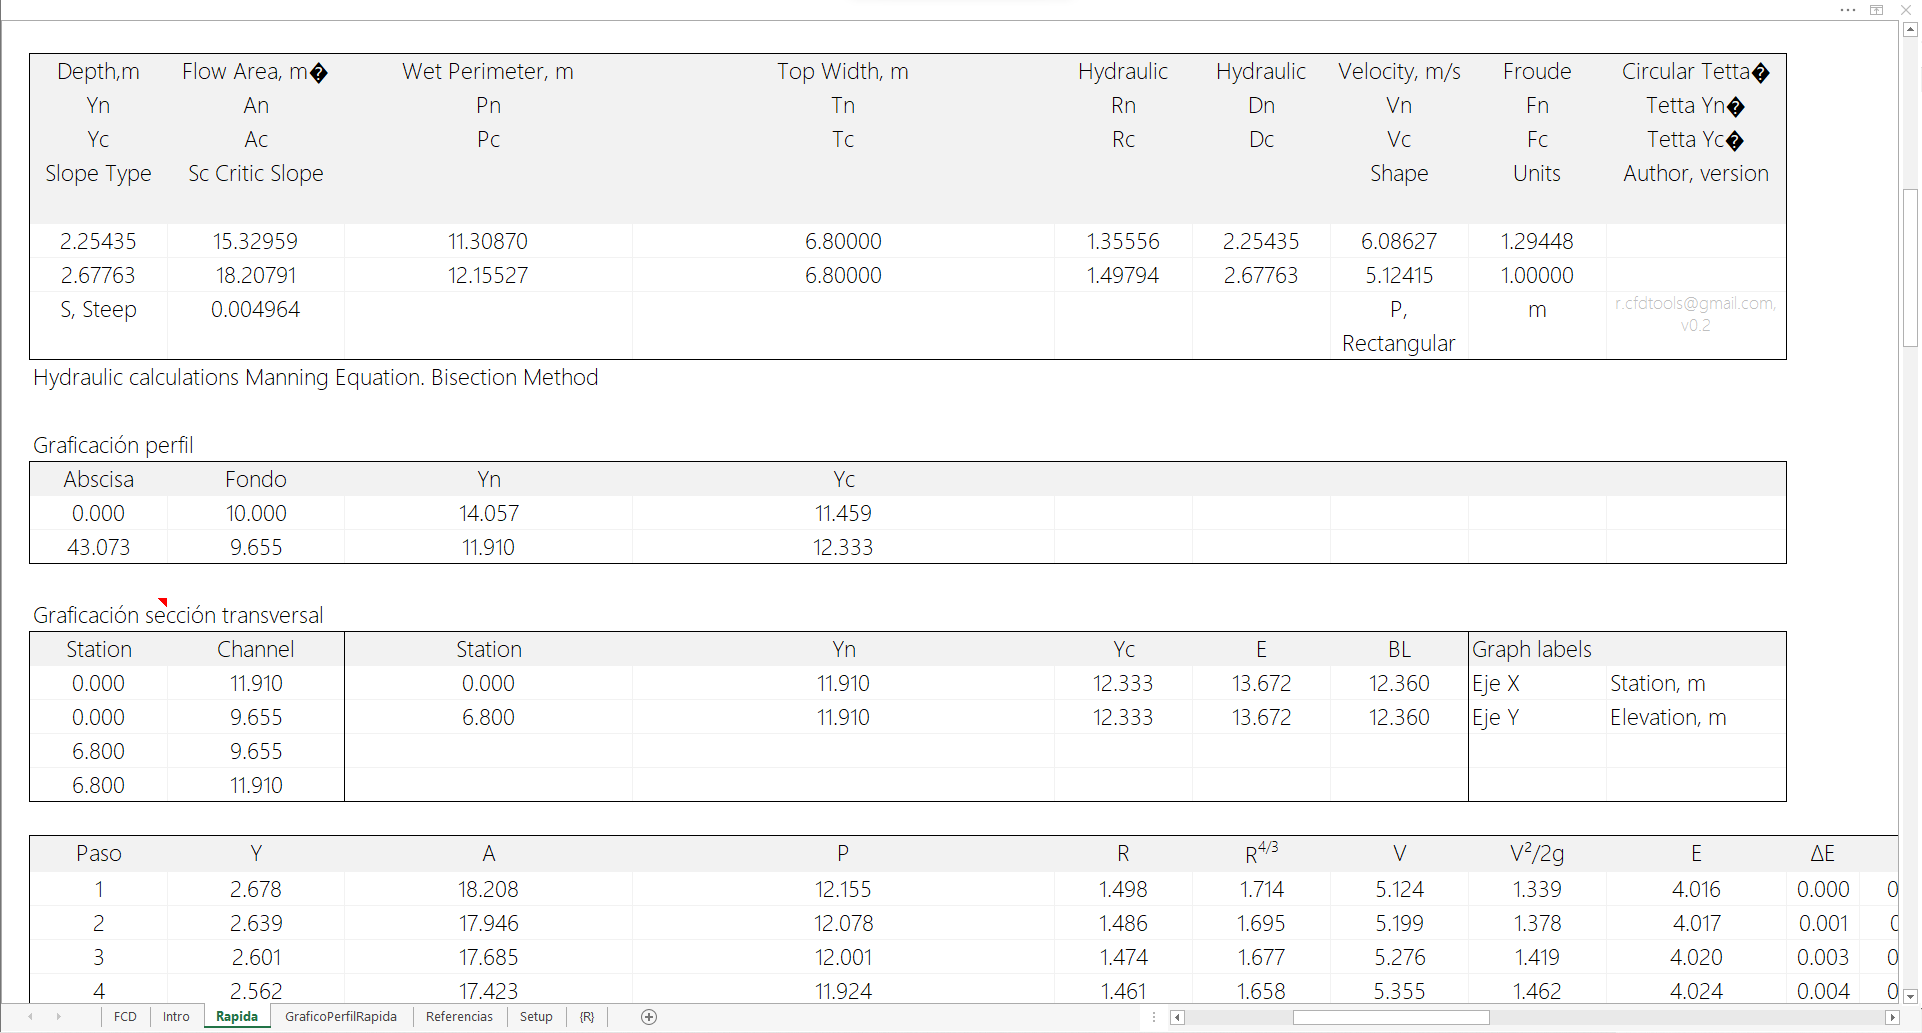 Depth,m Flow Area, m� Wet Perimeter, m Top Width, m Hydraulic Hydraulic Velocity, m/s Froude Circular Tetta�
Yn An Pn Tn Rn Dn Vn Fn Tetta Yn�
Yc Ac Pc Tc Rc Dc Vc Fc Tetta Yc�
Slope Type Sc Critic Slope Shape Units Author, version
2.25435 15.32959 11.30870 6.80000 1.35556 2.25435 6.08627 1.29448
2.67763 18.20791 12.15527 6.80000 1.49794 2.67763 5.12415 1.00000
S, Steep 0.004964 P, m r.cfdtools@gmail.com,
Rectangular v0.2
Hydraulic calculations Manning Equation. Bisection Method
Graficación perfil
Abscisa Fondo Yn Yc
0.000 10.000 14.057 11.459
43.073 9.655 11.910 12.333
Graficación sección transversal
Station Channel Station Yn Yc E BL Graph labels
0.000 11.910 0.000 11.910 12.333 13.672 12.360 Eje X Station, m
0.000 9.655 6.800 11.910 12.333 13.672 12.360 Eje Y Elevation, m
6.800 9.655
6.800 11.910
Paso Y A P R R^4/3 V V²/2g E ΔE
1 2.678 18.208 12.155 1.498 1.714 5.124 1.339 4.016 0.000
2 2.639 17.946 12.078 1.486 1.695 5.199 1.378 4.017 0.001
3 2.601 17.685 12.001 1.474 1.677 5.276 1.419 4.020 0.003
4 2.562 17.423 11.924 1.461 1.658 5.355 1.462 4.024 0.004
FCD Intro Rapida GraficoPerfilRapida Referencias Setup {R}